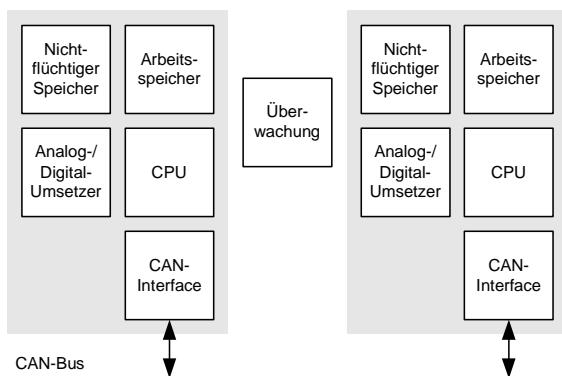 Nicht-
flüchtiger
Speicher
Arbeits-
speicher
Analog-/
Digital-
Umsetzer
CPU
CAN-
Interface
Über-
wachung
Nicht-
flüchtiger
Speicher
Arbeits-
speicher
Analog-/
Digital-
Umsetzer
CPU
CAN-
Interface
CAN-Bus